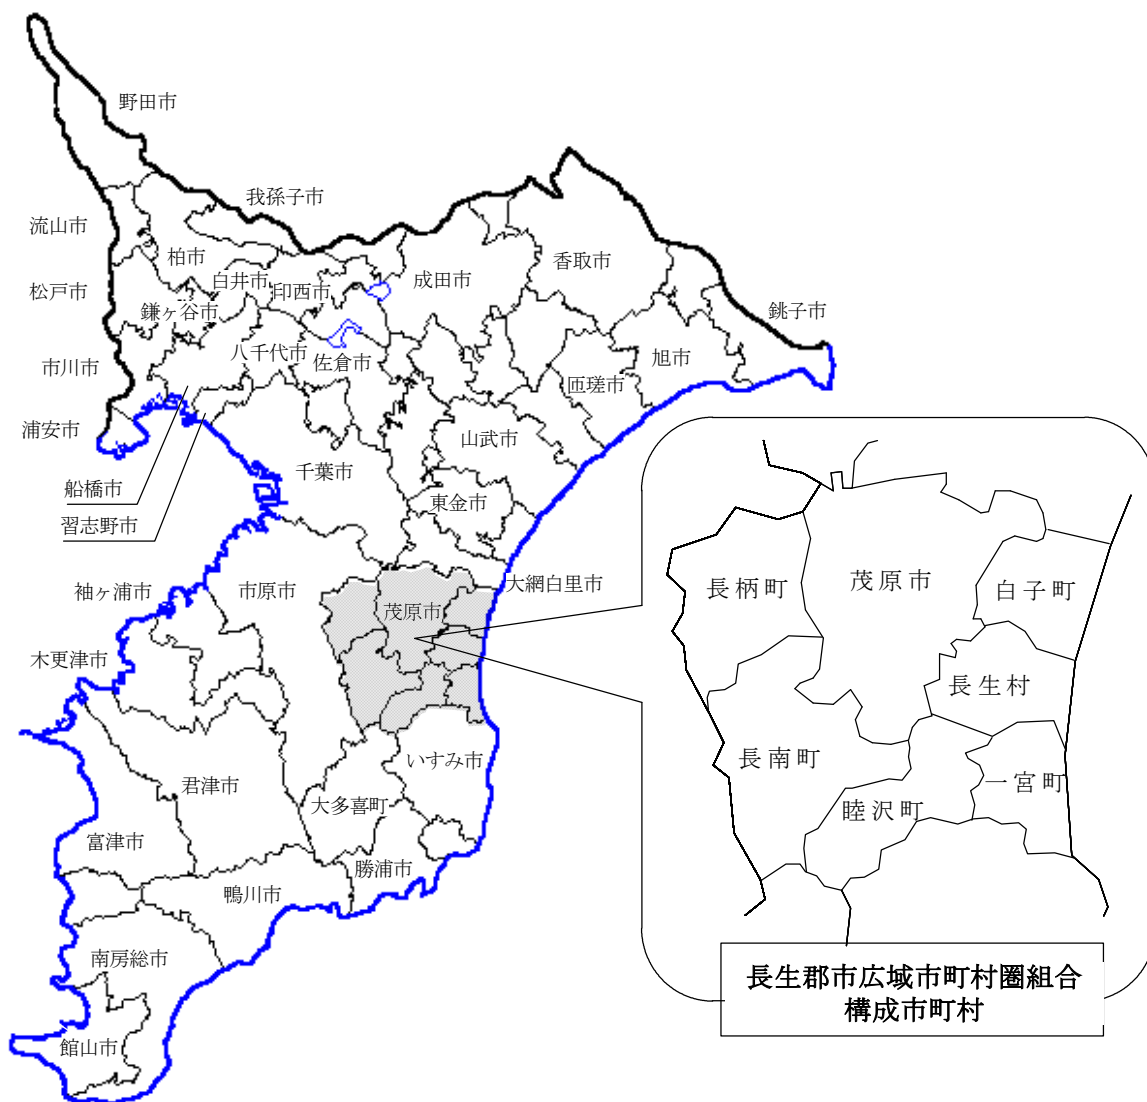 野田市
我孫子市
流山市
柏市
白井市
印西市
成田市
香取市
松戸市
鎌ヶ谷市
銚子市
市川市
八千代市
佐倉市
旭市
匝瑳市
浦安市
山武市
千葉市
船橋市
東金市
習志野市
袖ヶ浦市
市原市
茂原市
大網白里市
木更津市
いすみ市
君津市
大多喜町
富津市
勝浦市
鴨川市
南房総市
館山市
長柄町
茂原市
白子町
長生村
長南町
一宮町
睦沢町
長生郡市広域市町村圏組合
構成市町村